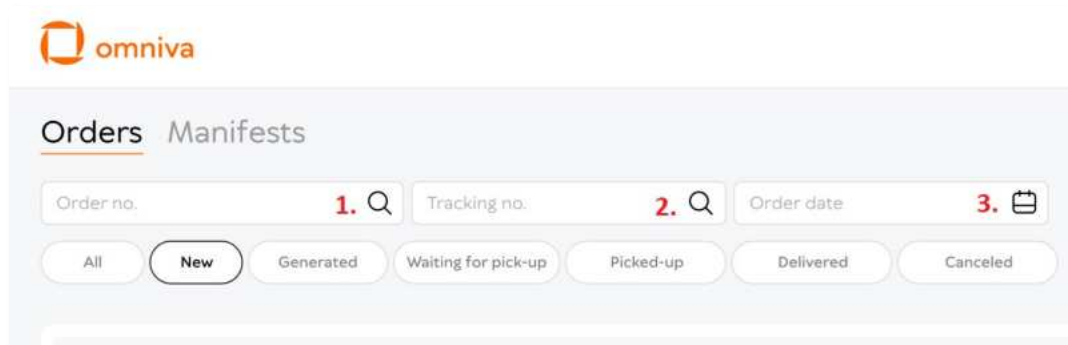 omniva
Orders Manifests
Order no. 1. Tracking no. 2. Order date 3.
All New Generated Waiting for pick-up Picked-up Delivered Canceled